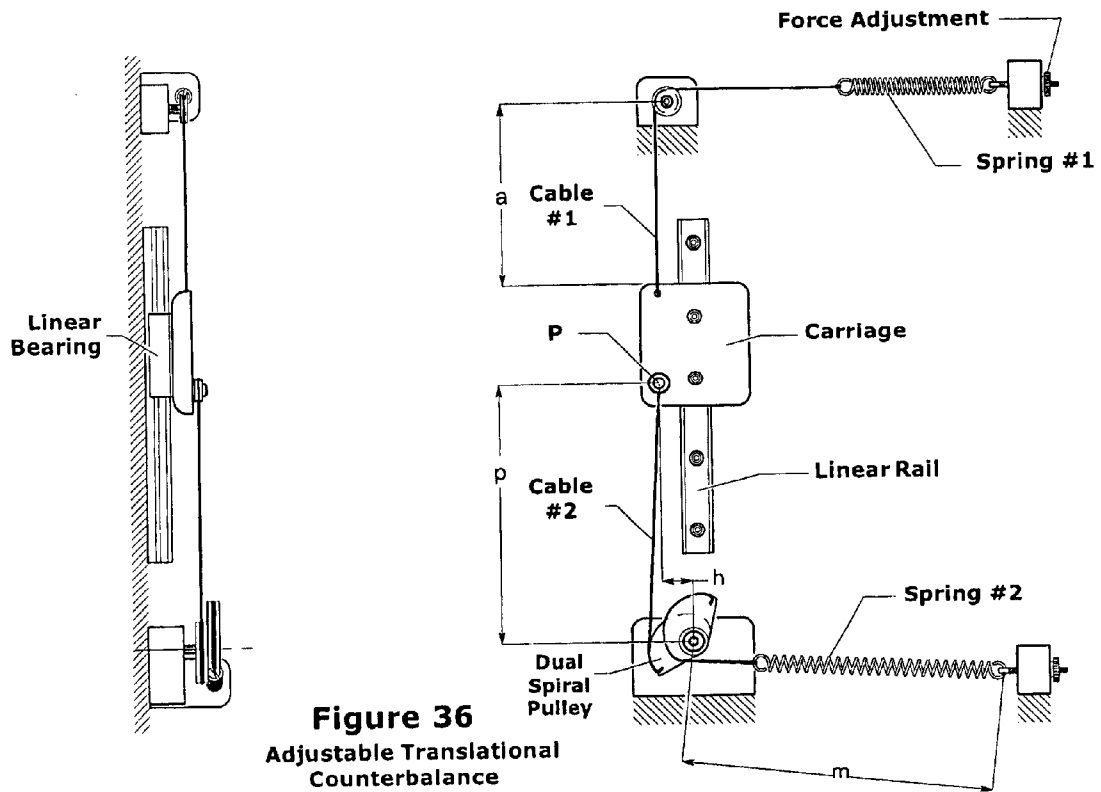 Force Adjustment
Spring #1
a
Cable
#1
Linear
Bearing
P
Carriage
p
Cable
#2
Linear Rail
h
Spring #2
Dual
Spiral
Pulley
m
Figure 36
Adjustable Translational
Counterbalance